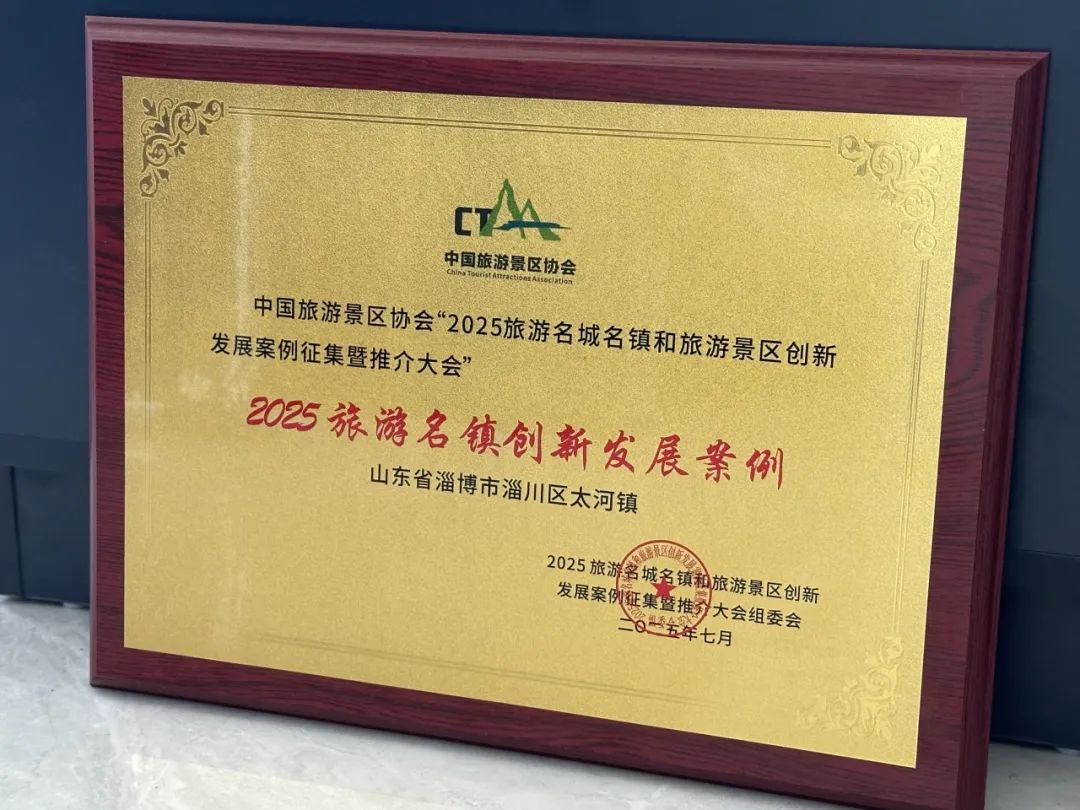 CTAA
中国旅游景区协会
China Tourist Attractions Association
中国旅游景区协会“2025旅游名城名镇和旅游景区创新
发展案例征集暨推介大会”
2025旅游名镇创新发展案例
山东省淄博市淄川区太河镇
2025旅游名城名镇和旅游景区创新
发展案例征集暨推介大会组委会
二〇二五年七月